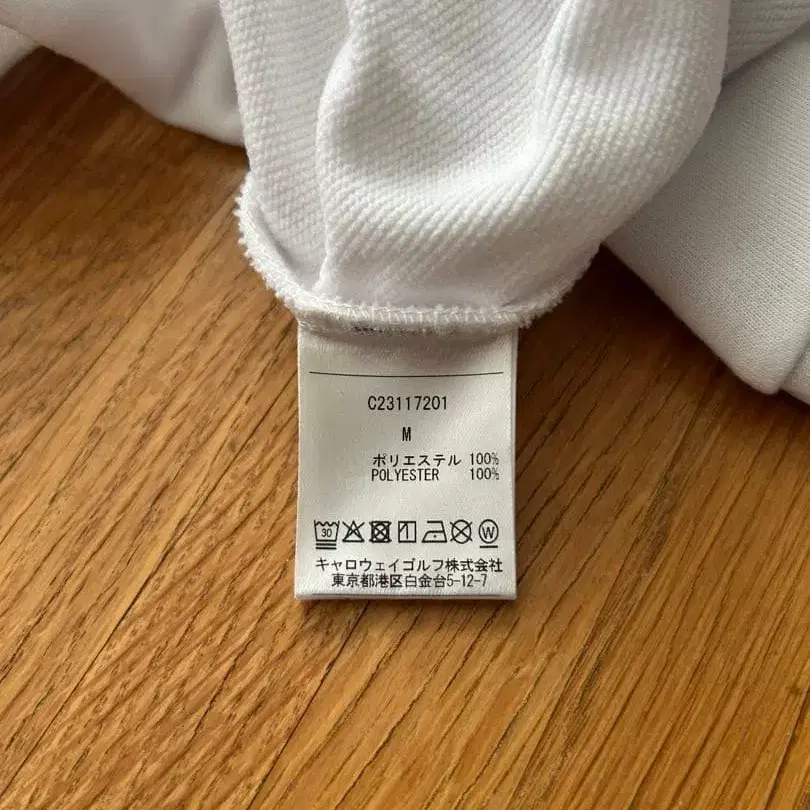 C23117201
M
ポリエステル 100%
POLYESTER 100%
30 W
キャロウェイゴルフ株式会社
東京都港区白金台5-12-7